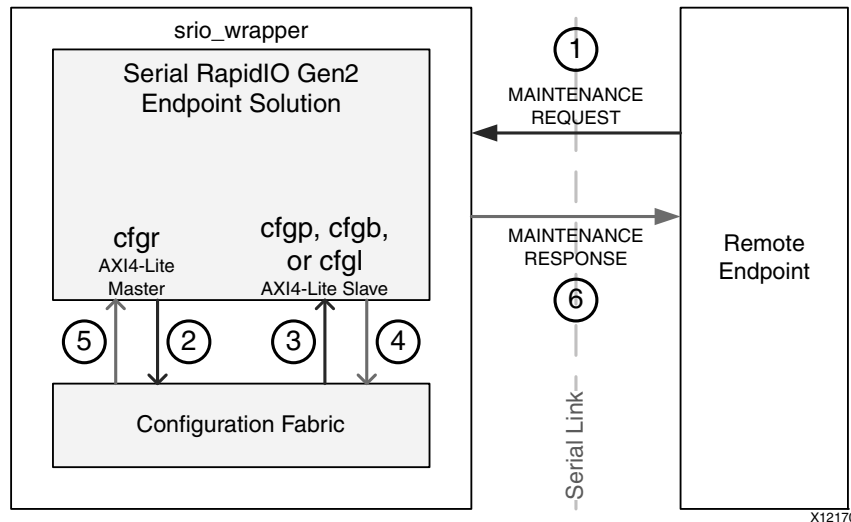 srio_wrapper
Serial RapidIO Gen2
Endpoint Solution
1
MAINTENANCE
REQUEST
cfgr
AXI4-Lite
Master
cfgp, cfgb,
or cfgl
AXI4-Lite Slave
MAINTENANCE
RESPONSE
6
Remote
Endpoint
5
2
3
4
Configuration Fabric
Serial Link